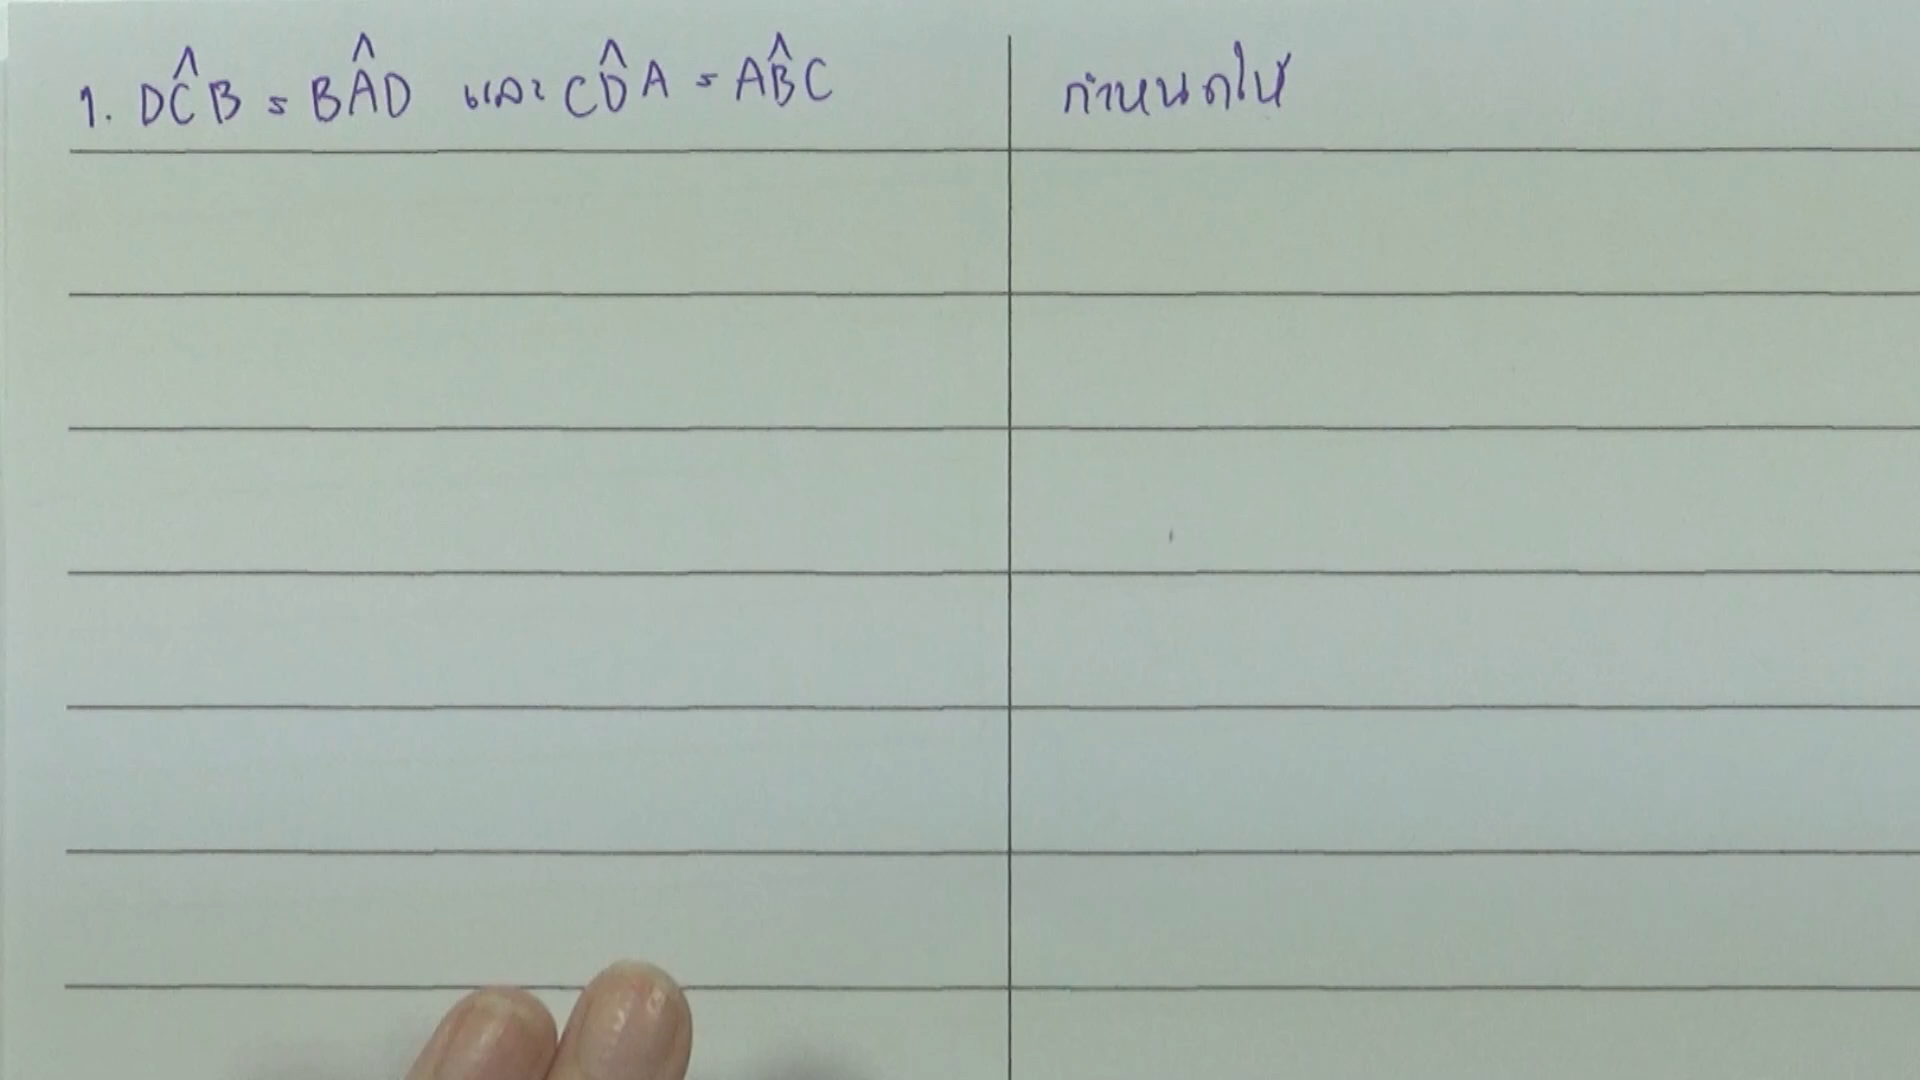 1. DĈB = BÂD และ CD̂A = AB̂C
กำหนดให้